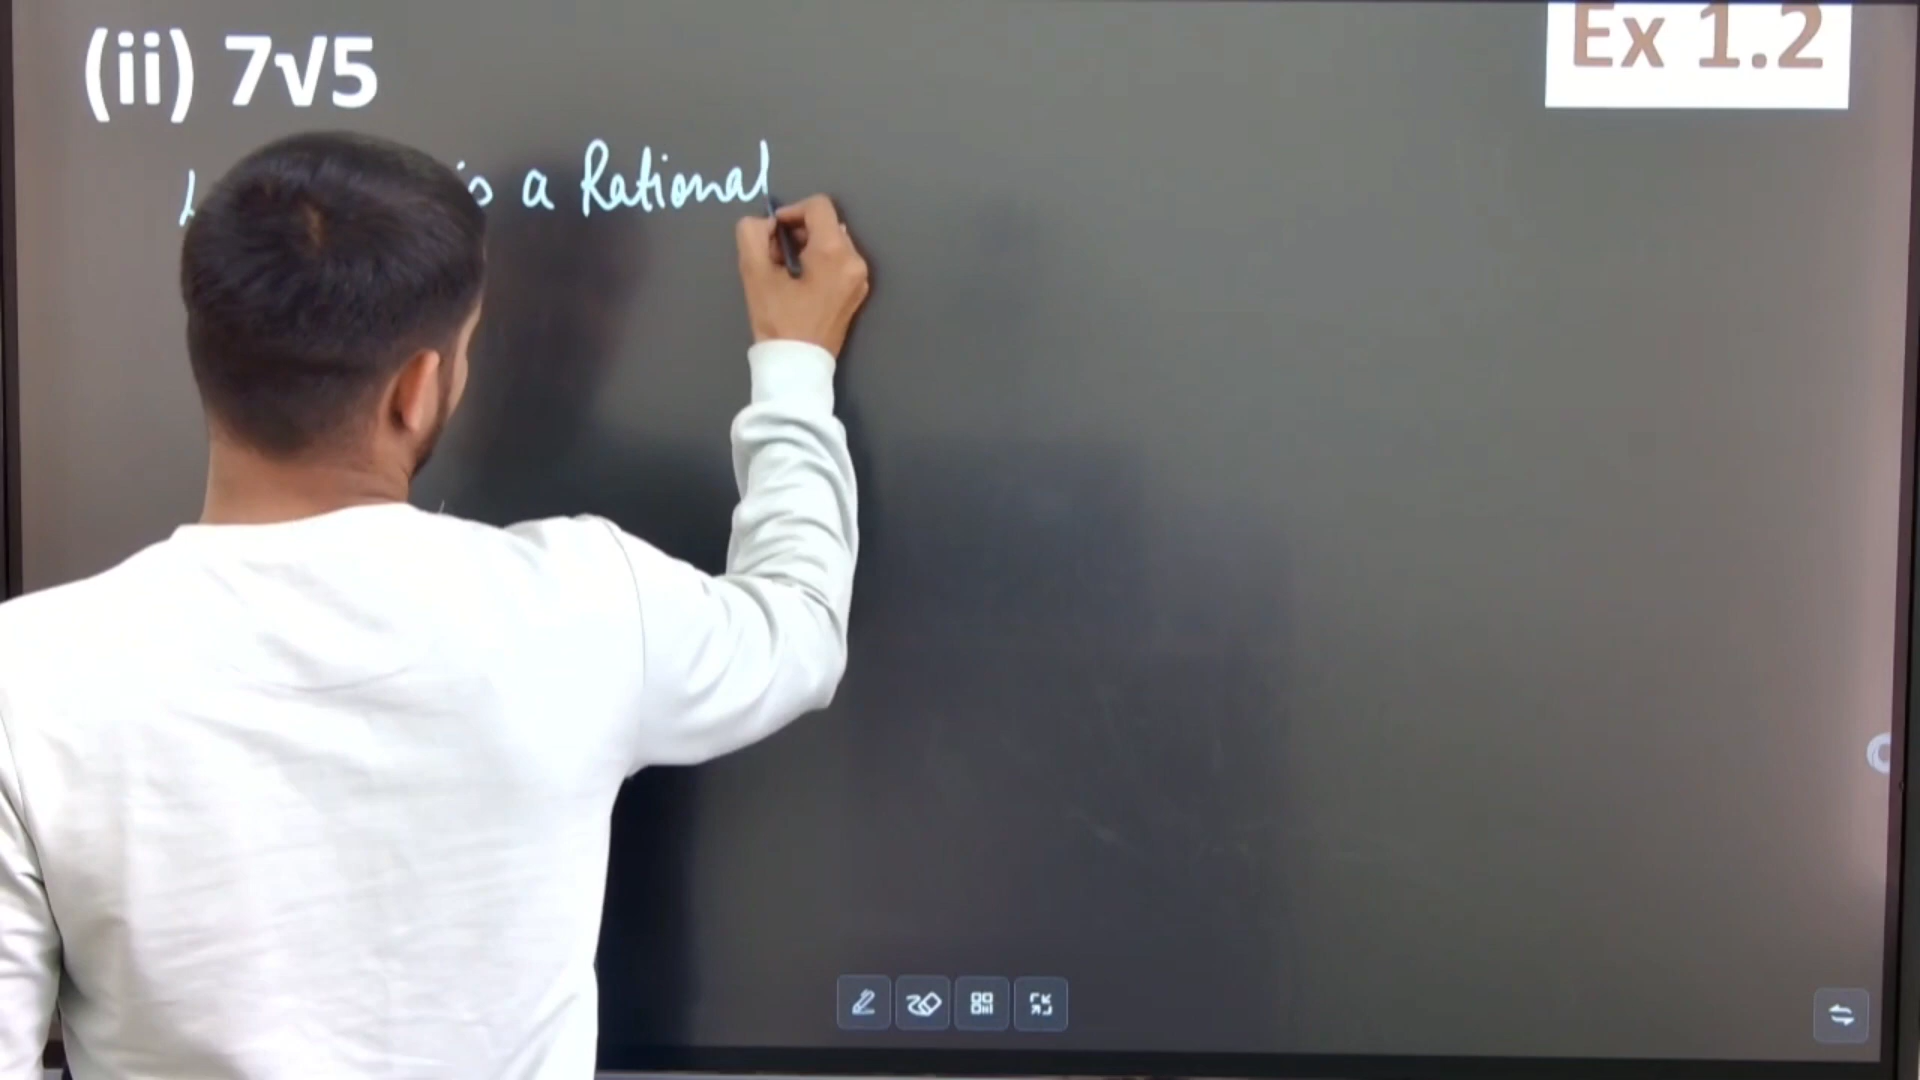 (ii) 7√5
Ex 1.2
is a Rational